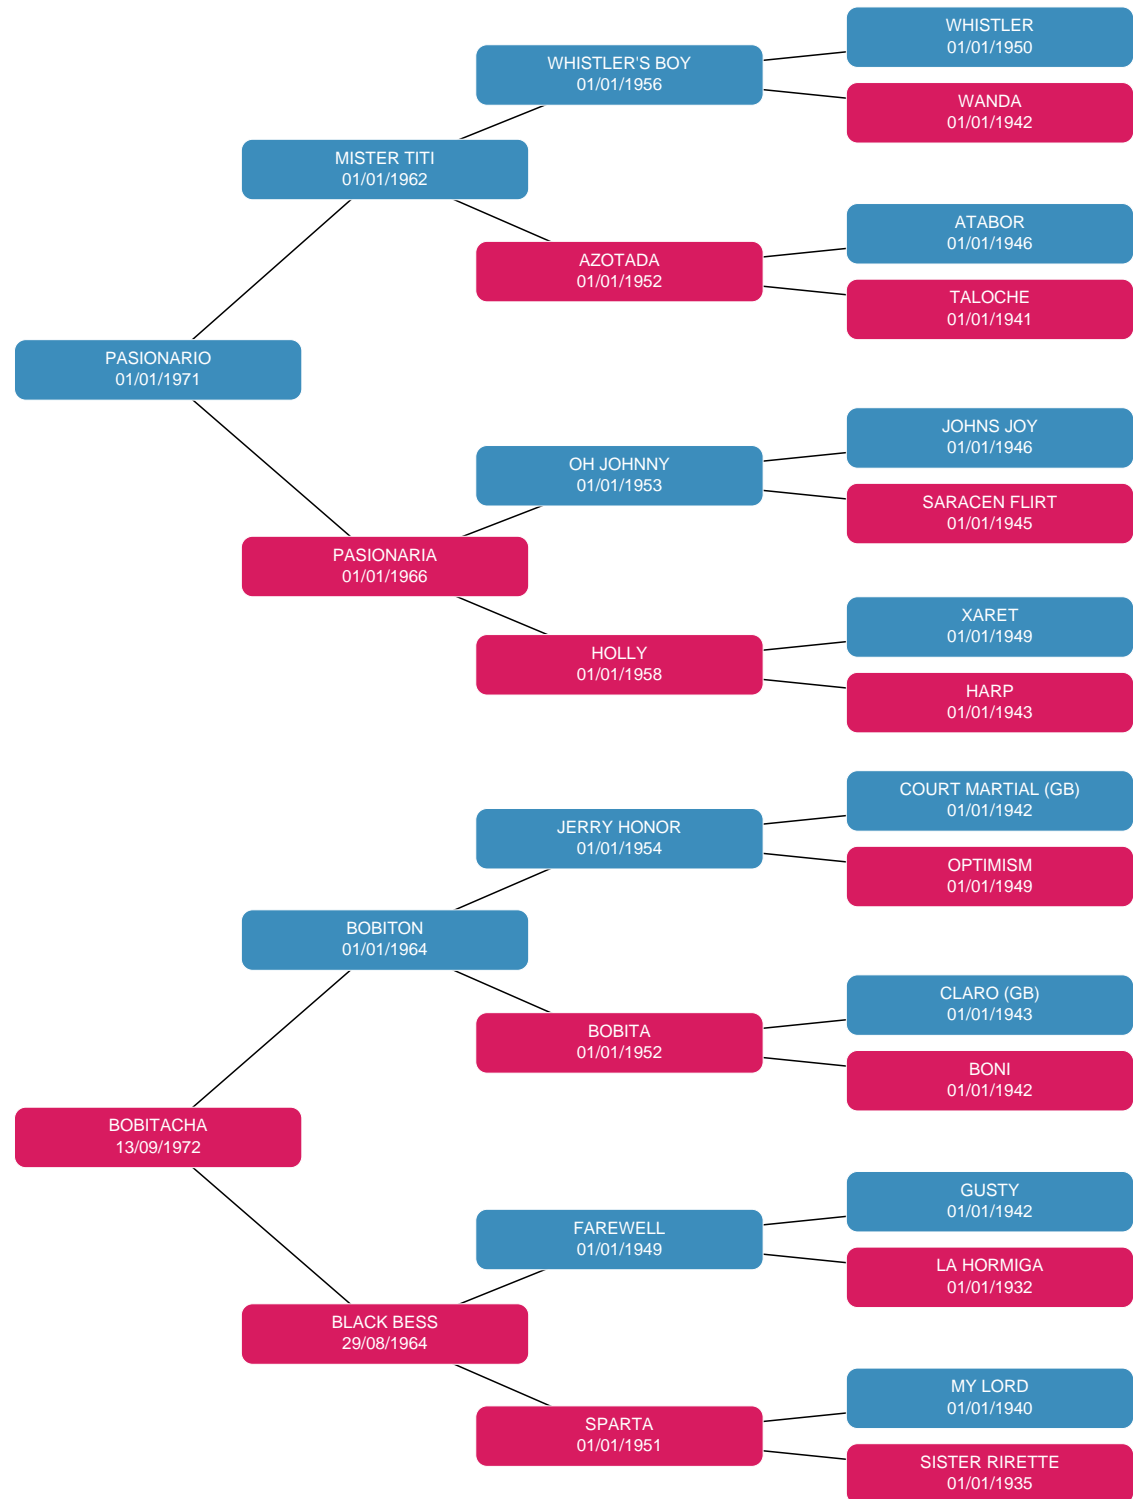 WHISTLER
01/01/1950
WHISTLER'S BOY
01/01/1956
WANDA
01/01/1942
MISTER TITI
01/01/1962
ATABOR
01/01/1946
AZOTADA
01/01/1952
TALOCHE
01/01/1941
PASIONARIO
01/01/1971
JOHNS JOY
01/01/1946
OH JOHNNY
01/01/1953
SARACEN FLIRT
01/01/1945
PASIONARIA
01/01/1966
XARET
01/01/1949
HOLLY
01/01/1958
HARP
01/01/1943
COURT MARTIAL (GB)
01/01/1942
JERRY HONOR
01/01/1954
OPTIMISM
01/01/1949
BOBITON
01/01/1964
CLARO (GB)
01/01/1943
BOBITA
01/01/1952
BONI
01/01/1942
BOBITACHA
13/09/1972
GUSTY
01/01/1942
FAREWELL
01/01/1949
LA HORMIGA
01/01/1932
BLACK BESS
29/08/1964
MY LORD
01/01/1940
SPARTA
01/01/1951
SISTER RIRETTE
01/01/1935